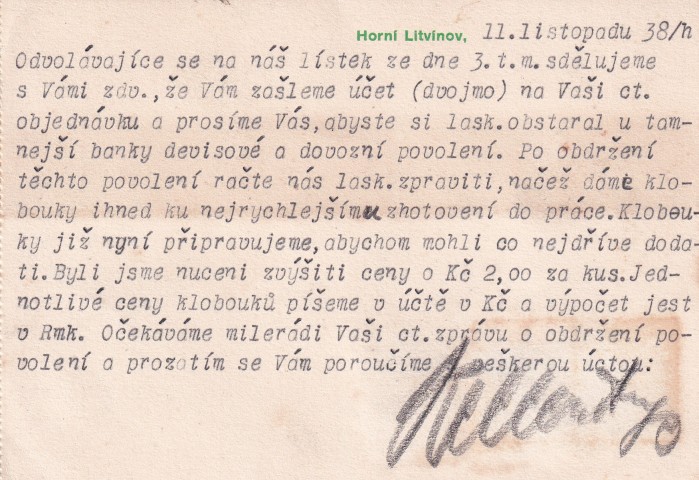 Horní Litvínov, 11.listopadu 38/h
Odvolávajíce se na náš lístek ze dne 3.t.m.sdělujeme
s Vámi zdv.,že Vám zašleme účet (dvojmo) na Vaši ct.
objednávku a prosíme Vás,abyste si lask.obstaral u tam-
nejší banky devisové a dovozní povolení. Po obdržení
těchto povolení račte nás lask.zpraviti,načež dáme klo-
bouky ihned ku nejrychlejšímu zhotovení do práce.Klobou-
ky již nyní připravujeme,abychom mohli co nejdříve doda-
ti.Byli jsme nuceni zvýšiti ceny o Kč 2,oo za kus.Jed-
notlivé ceny klobouků píšeme v účtě v Kč a výpočet jest
v Rmk. Očekáváme milerádi Vaši ct.zprávu o obdržení po-
volení a prozatím se Vám poroučíme veškerou úctou: